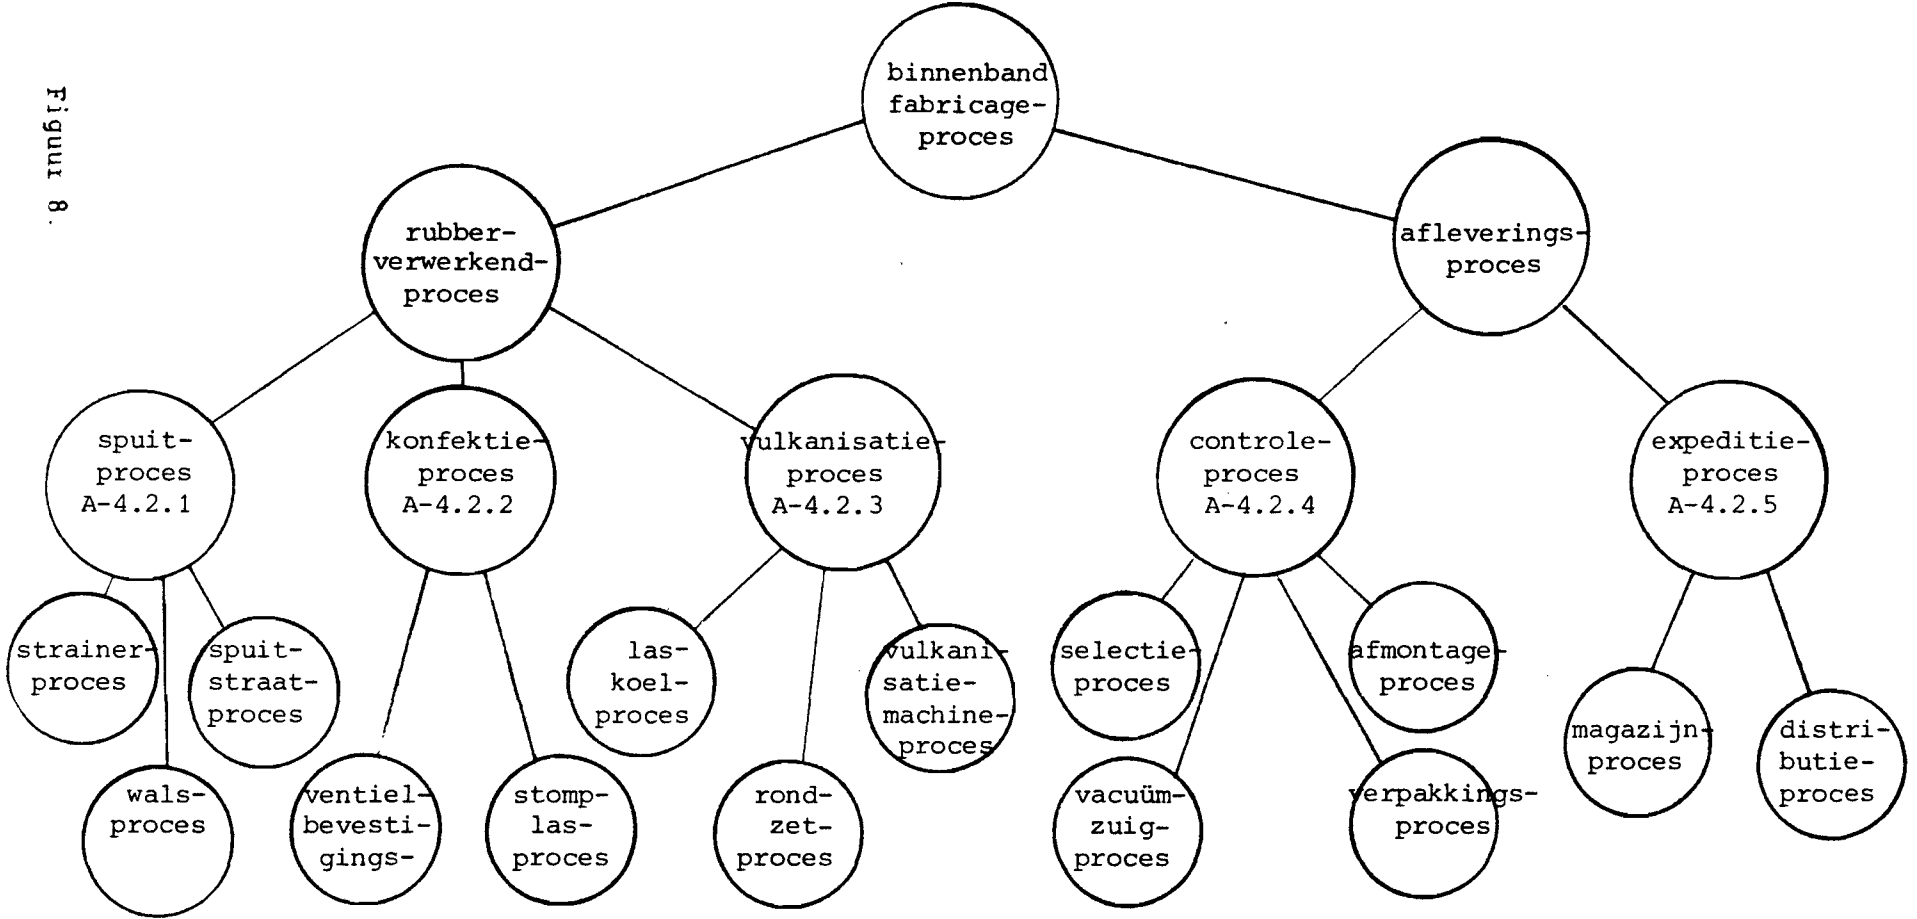 Figuur 8.
binnenband
fabricage-
proces
rubber-
verwerkend-
proces
afleverings-
proces
spuit-
proces
A-4.2.1
konfektie-
proces
A-4.2.2
vulkanisatie-
proces
A-4.2.3
controle-
proces
A-4.2.4
expeditie-
proces
A-4.2.5
strainer-
proces
wals-
proces
spuit-
straat-
proces
ventiel-
bevesti-
gings-
stomp-
las-
proces
las-
koel-
proces
rond-
zet-
proces
vulkani-
satie-
machine-
proces
selectie-
proces
vacuüm-
zuig-
proces
verpakkings-
proces
afmontage-
proces
magazijn-
proces
distri-
butie-
proces